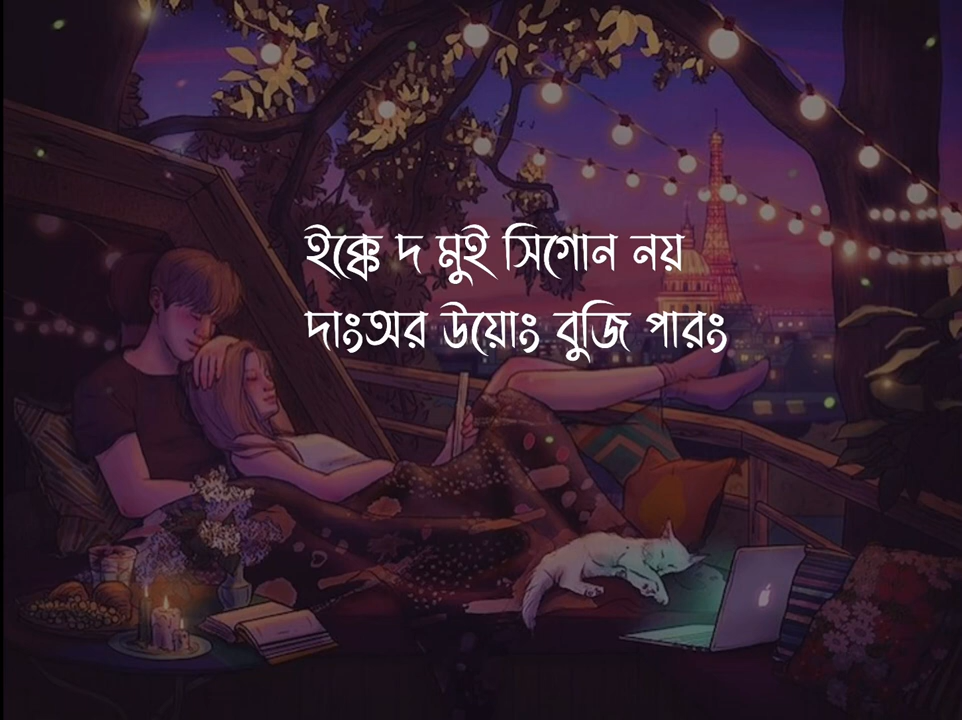 ইক্কে দ মুই সিগোন নয়
দাংঅর উয়োং বুজি পারং